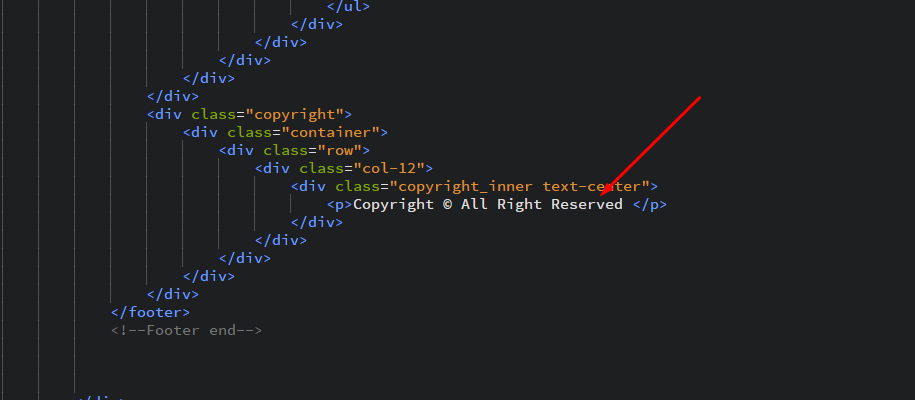 </ul>
</div>
</div>
</div>
</div>
</div>
<div class="copyright">
<div class="container">
<div class="row">
<div class="col-12">
<div class="copyright_inner text-center">
<p>Copyright © All Right Reserved </p>
</div>
</div>
</div>
</div>
</div>
</footer>
<!--Footer end-->
</div>